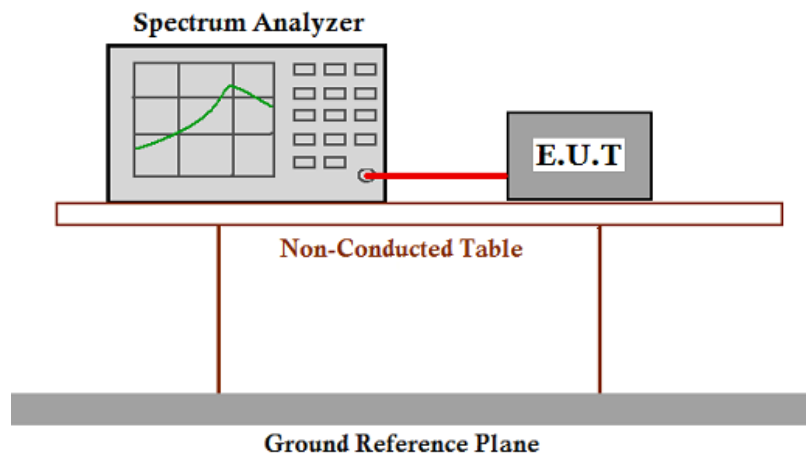 Spectrum Analyzer
E.U.T
Non-Conducted Table
Ground Reference Plane